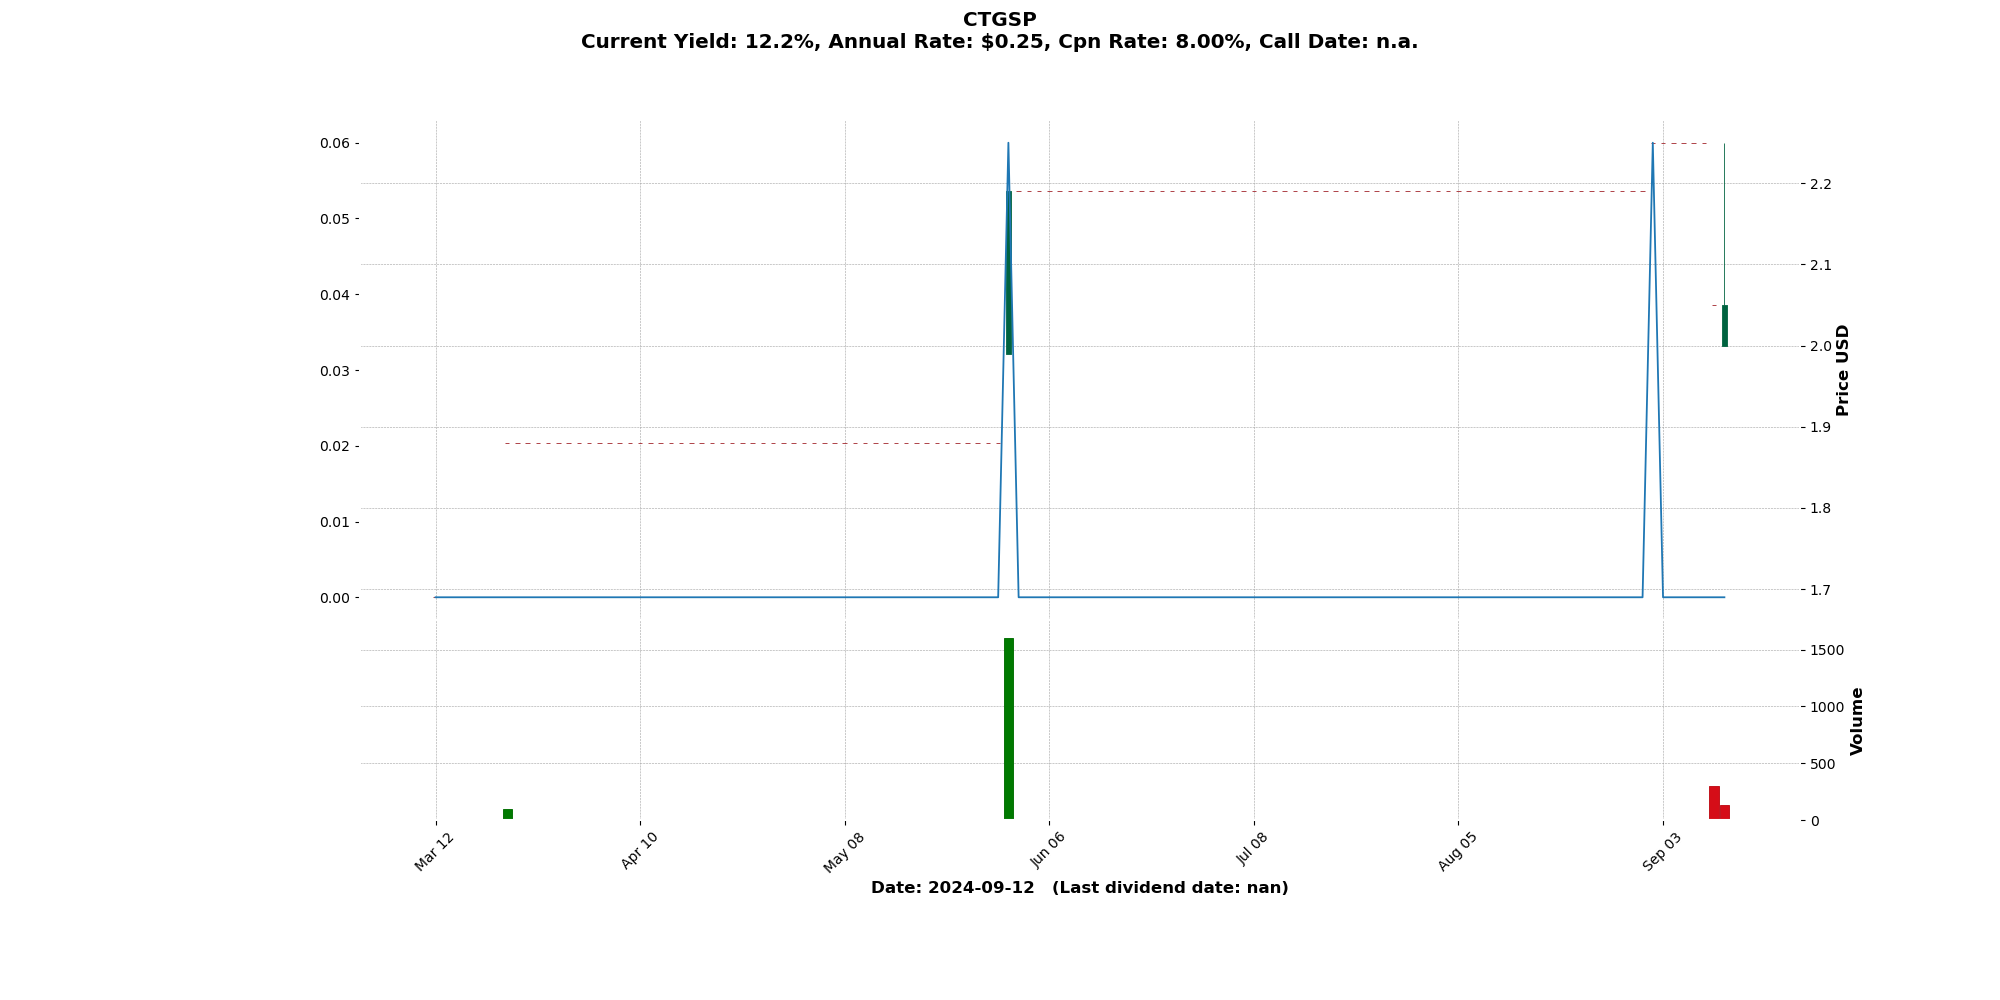 CTGSP
Current Yield: 12.2%, Annual Rate: $0.25, Cpn Rate: 8.00%, Call Date: n.a.
0.06
0.05
0.04
0.03
0.02
0.01
0.00
2.2
2.1
2.0
1.9
1.8
1.7
Price USD
1500
1000
500
0
Volume
Mar 12
Apr 10
May 08
Jun 06
Jul 08
Aug 05
Sep 03
Date: 2024-09-12 (Last dividend date: nan)